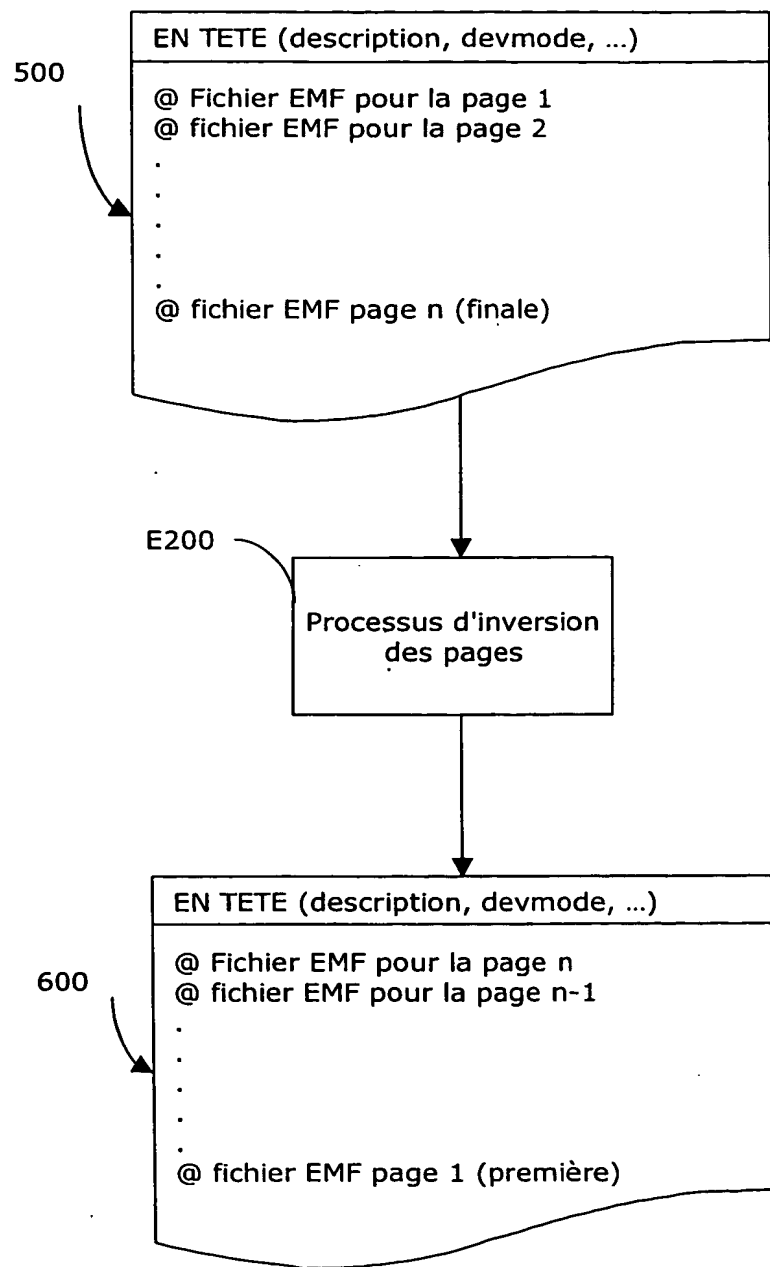 EN TETE (description, devmode, ...)
500
@ Fichier EMF pour la page 1
@ fichier EMF pour la page 2
.
.
.
.
.
@ fichier EMF page n (finale)
E200
Processus d'inversion
des pages
EN TETE (description, devmode, ...)
600
@ Fichier EMF pour la page n
@ fichier EMF pour la page n-1
.
.
.
.
.
@ fichier EMF page 1 (première)